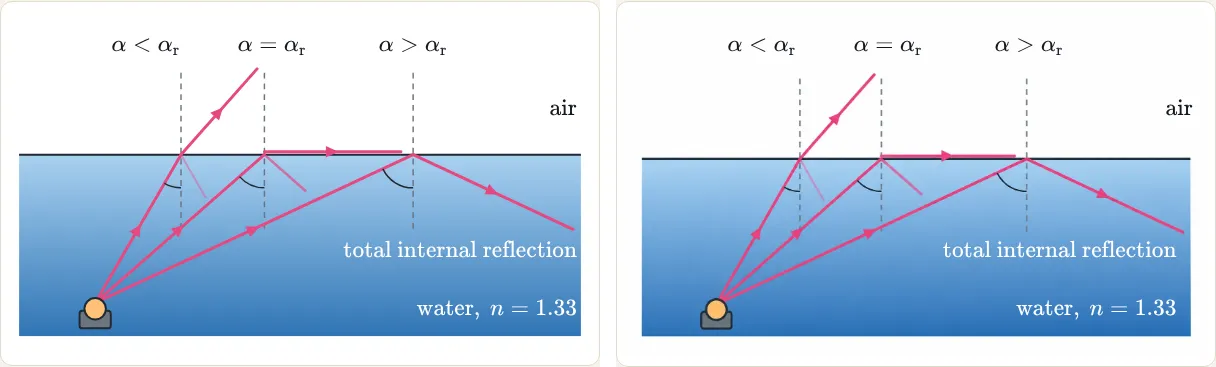 α < αr α = αr α > αr
air
total internal reflection
water, n = 1.33
α < αr α = αr α > αr
air
total internal reflection
water, n = 1.33